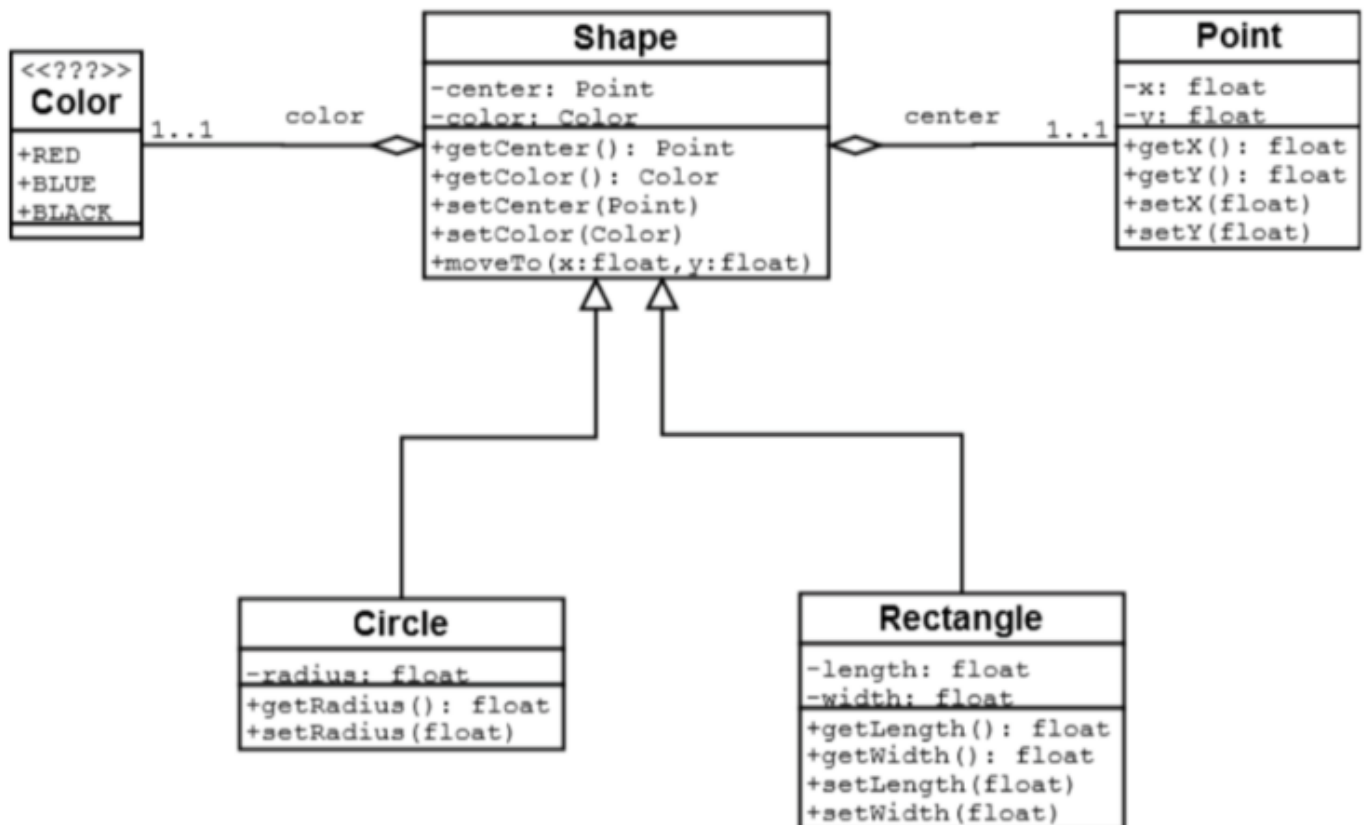 <<???>>
Color
+RED
+BLUE
+BLACK
1..1
color
Shape
-center: Point
-color: Color
+getCenter(): Point
+getColor(): Color
+setCenter(Point)
+setColor(Color)
+moveTo(x:float,y:float)
center
1..1
Point
-x: float
-y: float
+getX(): float
+getY(): float
+setX(float)
+setY(float)
Circle
-radius: float
+getRadius(): float
+setRadius(float)
Rectangle
-length: float
-width: float
+getLength(): float
+getWidth(): float
+setLength(float)
+setWidth(float)